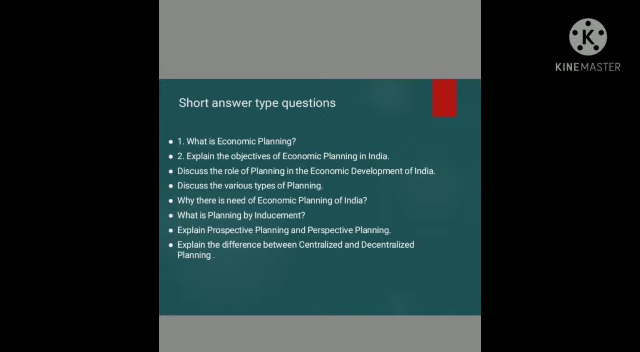 K
KINEMASTER
Short answer type questions
1. What is Economic Planning?
2. Explain the objectives of Economic Planning in India.
Discuss the role of Planning in the Economic Development of India.
Discuss the various types of Planning.
Why there is need of Economic Planning of India?
What is Planning by Inducement?
Explain Prospective Planning and Perspective Planning.
Explain the difference between Centralized and Decentralized
Planning .